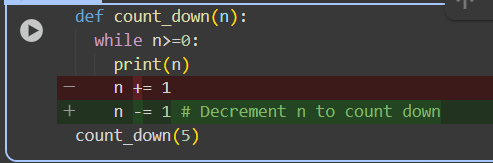 def count_down(n):
  while n>=0:
    print(n)
-     n += 1
+     n -= 1 # Decrement n to count down
count_down(5)